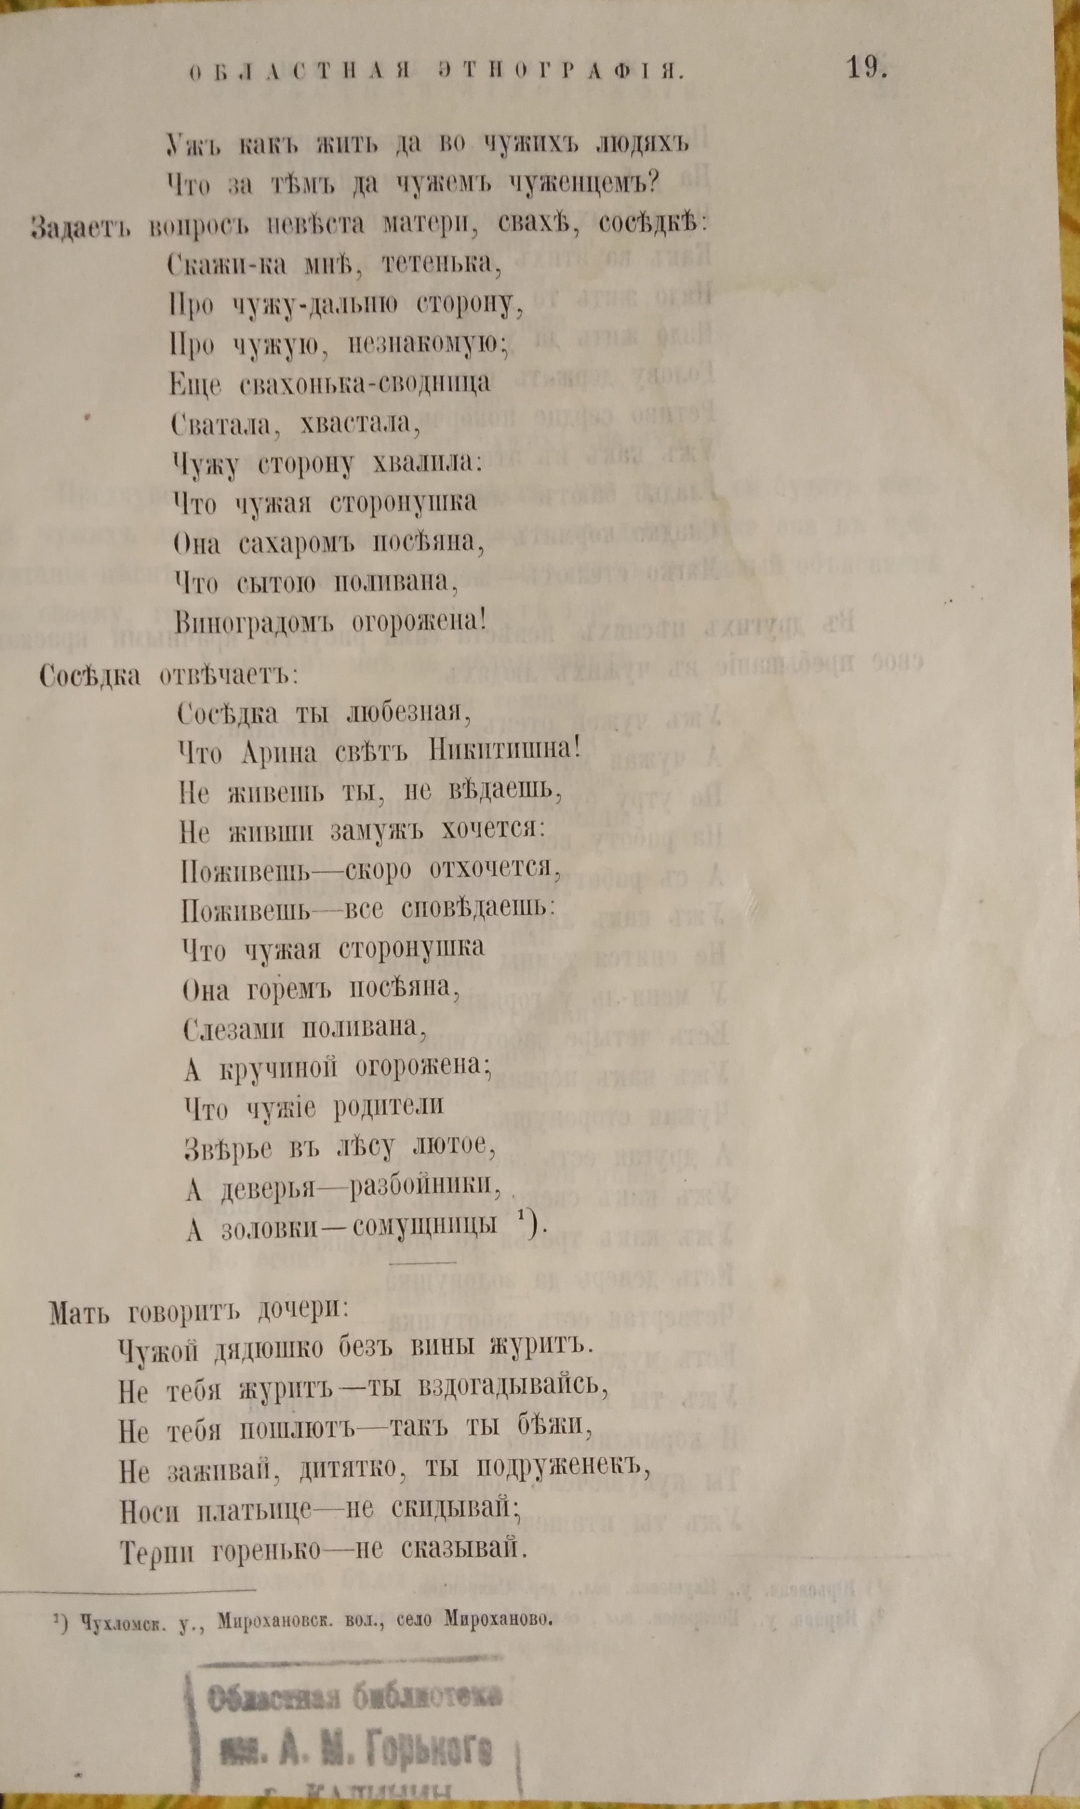 ОБЛАСТНАЯ ЭТНОГРАФІЯ. 19.
Ужъ какъ жить да во чужихъ людяхъ
Что за тѣмъ да чужемъ чуженцемъ?
Задаетъ вопросъ невѣста матери, свахѣ, сосѣдкѣ:
Скажи-ка мнѣ, тетенька,
Про чужу-дальню сторону,
Про чужую, незнакомую;
Еще свахонька-сводница
Сватала, хвастала,
Чужу сторону хвалила:
Что чужая сторонушка
Она сахаромъ посѣяна,
Что сытою поливана,
Виноградомъ огорожена!
Сосѣдка отвѣчаетъ:
Сосѣдка ты любезная,
Что Арина свѣтъ Никитишна!
Не живешь ты, не вѣдаешь,
Не живши замужъ хочется:
Поживешь—скоро отхочется,
Поживешь—все сповѣдаешь:
Что чужая сторонушка
Она горемъ посѣяна,
Слезами поливана,
А кручиной огорожена;
Что чужіе родители
Звѣрье въ лѣсу лютое,
А деверья—разбойники,
А золовки—сомущницы ¹).
Мать говоритъ дочери:
Чужой дядюшко безъ вины журитъ.
Не тебя журитъ—ты вздогадывайсь,
Не тебя пошлютъ—такъ ты бѣжи,
Не заживай, дитятко, ты подруженекъ,
Носи платьице—не скидывай;
Терпи горенько—не сказывай.
¹) Чухломск. у., Мирохановск. вол., село Мироханово.
Областная библиотека
им. А. М. Горького
г. КАЛИНИН